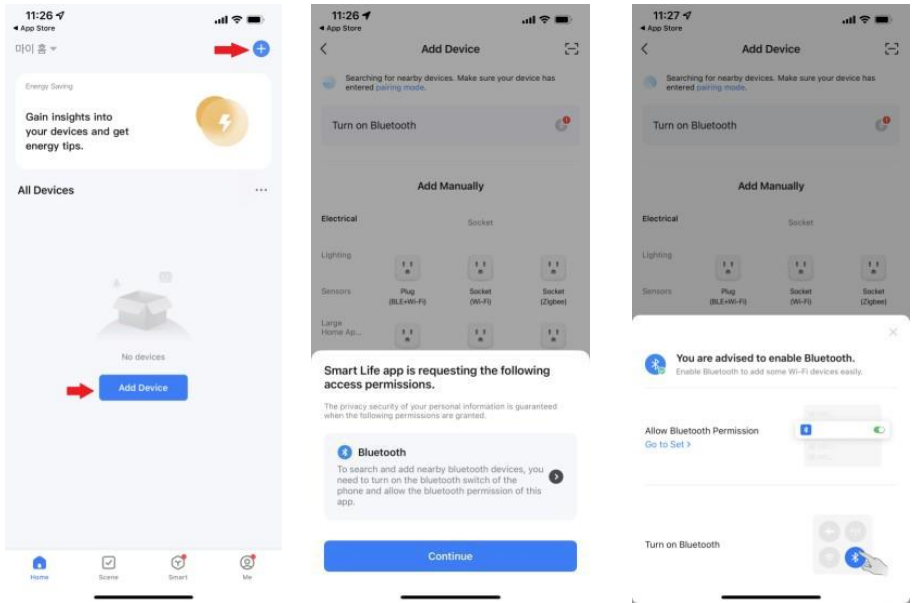 11:26
◀ App Store
마이 홈
Energy Saving
Gain insights into
your devices and get
energy tips.
All Devices
...
No devices
Add Device
Home
Scene
Smart
Me
11:26
◀ App Store
Add Device
Searching for nearby devices. Make sure your device has
entered pairing mode.
Turn on Bluetooth
Add Manually
Electrical
Socket
Lighting
Sensors
Plug
(BLE+Wi-Fi)
Socket
(Wi-Fi)
Socket
(Zigbee)
Large
Home Ap...
Smart Life app is requesting the following
access permissions.
The privacy security of your personal information is guaranteed
when the following permissions are granted.
Bluetooth
To search and add nearby bluetooth devices, you
need to turn on the bluetooth switch of the
phone and allow the bluetooth permission of this
app.
Continue
11:27
◀ App Store
Add Device
Searching for nearby devices. Make sure your device has
entered pairing mode.
Turn on Bluetooth
Add Manually
Electrical
Socket
Lighting
Sensors
Plug
(BLE+Wi-Fi)
Socket
(Wi-Fi)
Socket
(Zigbee)
You are advised to enable Bluetooth.
Enable Bluetooth to add some Wi-Fi devices easily.
Allow Bluetooth Permission
Go to Set >
Turn on Bluetooth